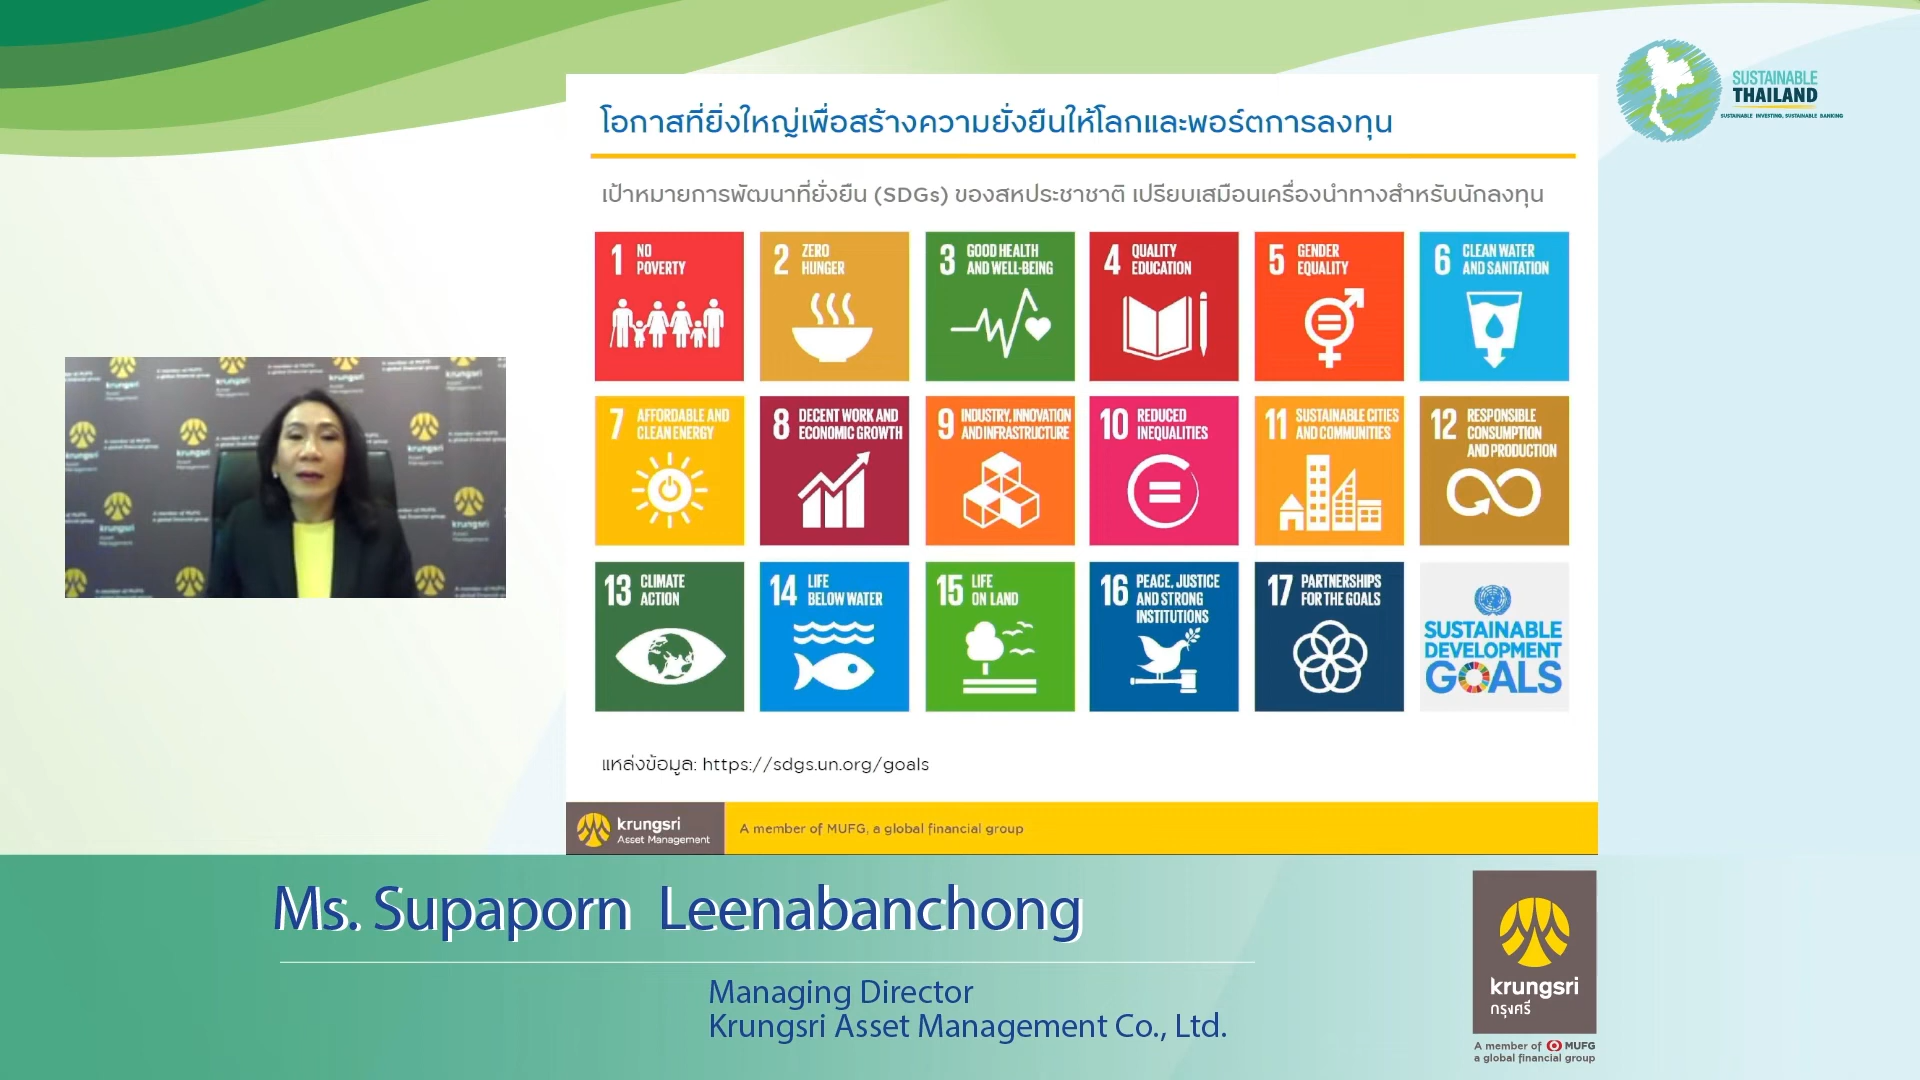 SUSTAINABLE
THAILAND
SUSTAINABLE INVESTING, SUSTAINABLE BANKING
โอกาสที่ยิ่งใหญ่เพื่อสร้างความยั่งยืนให้โลกและพอร์ตการลงทุน
เป้าหมายการพัฒนาที่ยั่งยืน (SDGs) ของสหประชาชาติ เปรียบเสมือนเครื่องนำทางสำหรับนักลงทุน
1 NO
POVERTY
2 ZERO
HUNGER
3 GOOD HEALTH
AND WELL-BEING
4 QUALITY
EDUCATION
5 GENDER
EQUALITY
6 CLEAN WATER
AND SANITATION
7 AFFORDABLE AND
CLEAN ENERGY
8 DECENT WORK AND
ECONOMIC GROWTH
9 INDUSTRY, INNOVATION
AND INFRASTRUCTURE
10 REDUCED
INEQUALITIES
11 SUSTAINABLE CITIES
AND COMMUNITIES
12 RESPONSIBLE
CONSUMPTION
AND PRODUCTION
13 CLIMATE
ACTION
14 LIFE
BELOW WATER
15 LIFE
ON LAND
16 PEACE, JUSTICE
AND STRONG
INSTITUTIONS
17 PARTNERSHIPS
FOR THE GOALS
SUSTAINABLE
DEVELOPMENT
GOALS
แหล่งข้อมูล: https://sdgs.un.org/goals
krungsri
Asset Management
A member of MUFG, a global financial group
Ms. Supaporn Leenabanchong
Managing Director
Krungsri Asset Management Co., Ltd.
krungsri
กรุงศรี
A member of MUFG
a global financial group